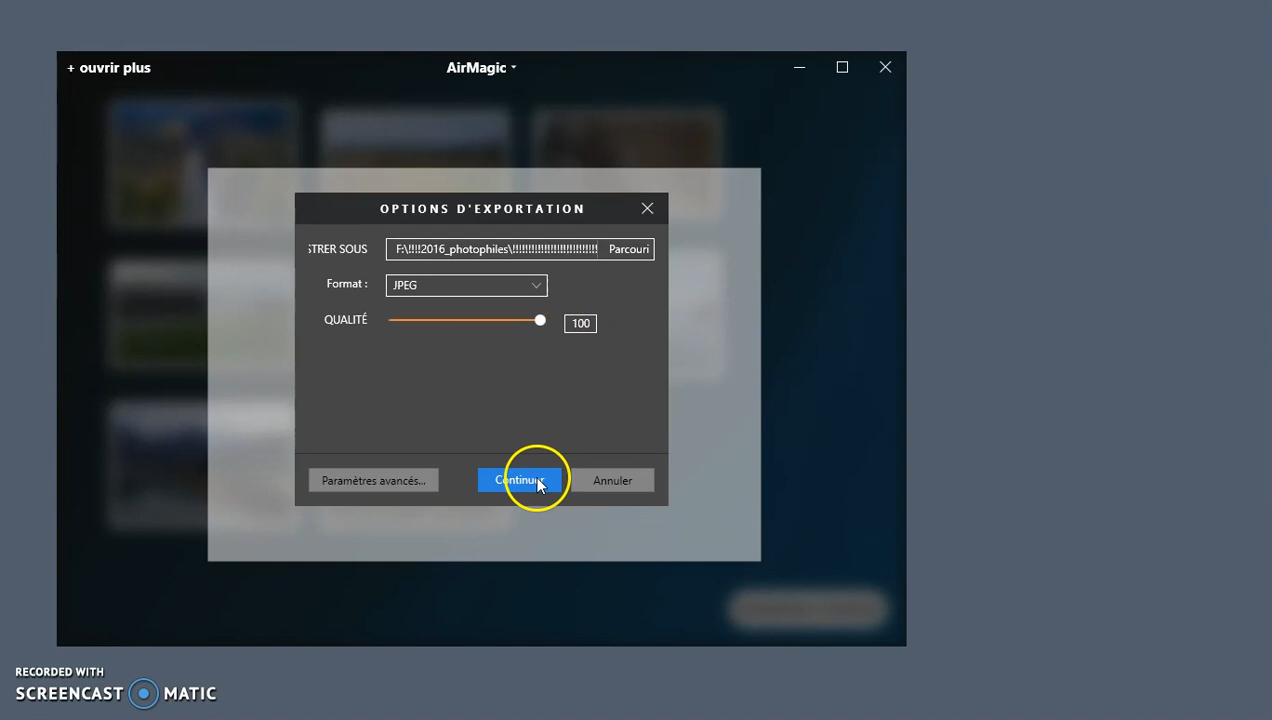 + ouvrir plus
AirMagic
OPTIONS D'EXPORTATION
STRER SOUS
F:\!!!!2016_photophiles\!!!!!!!!!!!!!!!!!!!!!!!!!!! Parcouri
Format :
JPEG
QUALITÉ
100
Paramètres avancés... Continuer Annuler
RECORDED WITH
SCREENCAST MATIC